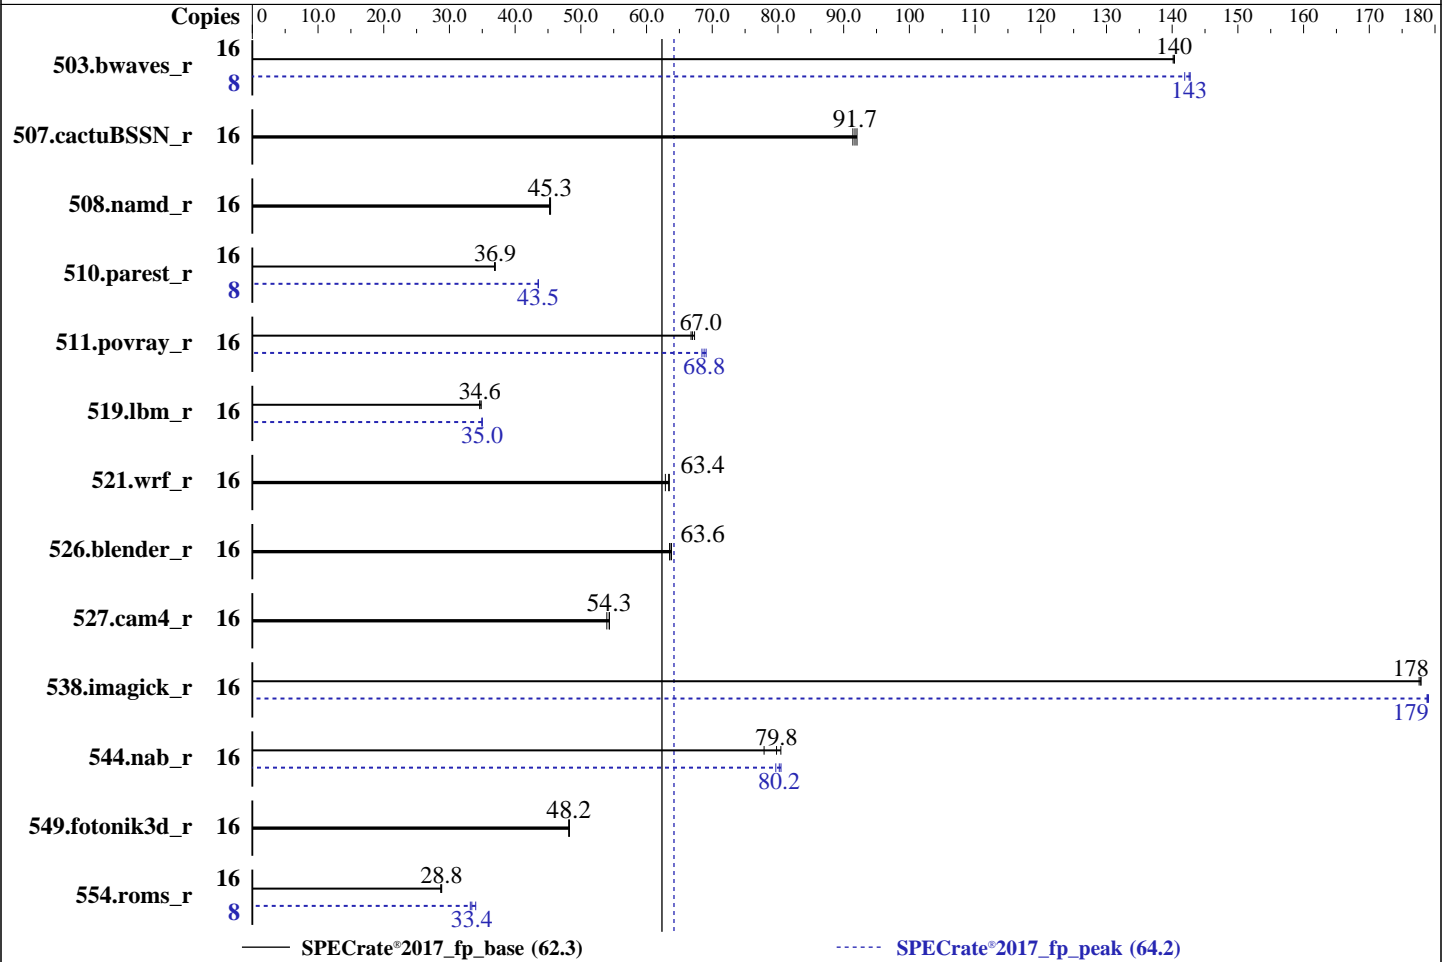 Copies 0 10.0 20.0 30.0 40.0 50.0 60.0 70.0 80.0 90.0 100 110 120 130 140 150 160 170 180
503.bwaves_r 16 140
8 143
507.cactuBSSN_r 16 91.7
508.namd_r 16 45.3
510.parest_r 16 36.9
8 43.5
511.povray_r 16 67.0
68.8
519.lbm_r 16 34.6
35.0
521.wrf_r 16 63.4
526.blender_r 16 63.6
527.cam4_r 16 54.3
538.imagick_r 16 178
179
544.nab_r 16 79.8
80.2
549.fotonik3d_r 16 48.2
554.roms_r 16 28.8
8 33.4
SPECrate®2017_fp_base (62.3) SPECrate®2017_fp_peak (64.2)